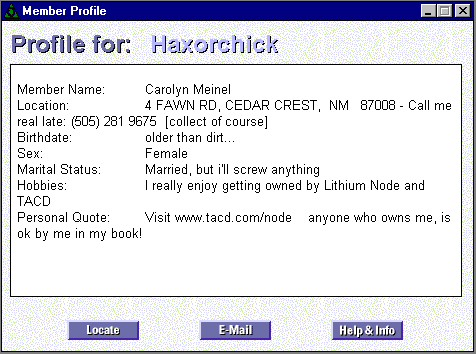 Member Profile
Profile for: Haxorchick
Member Name: Carolyn Meinel
Location: 4 FAWN RD, CEDAR CREST, NM 87008 - Call me
real late: (505) 281 9675 [collect of course]
Birthdate: older than dirt...
Sex: Female
Marital Status: Married, but i'll screw anything
Hobbies: I really enjoy getting owned by Lithium Node and
TACD
Personal Quote: Visit www.tacd.com/node anyone who owns me, is
ok by me in my book!
Locate E-Mail Help & Info